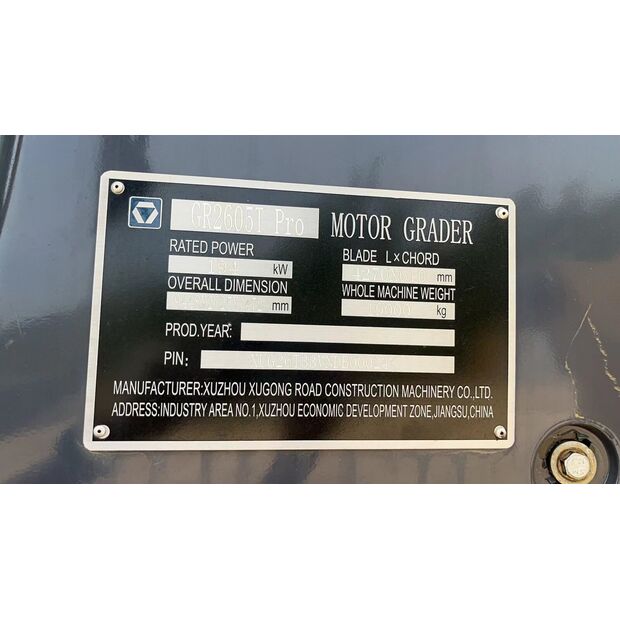 GR2605T Pro MOTOR GRADER
RATED POWER
kW
BLADE L×CHORD
mm
OVERALL DIMENSION
mm
WHOLE MACHINE WEIGHT
kg
PROD.YEAR:
PIN:
MANUFACTURER:XUZHOU XUGONG ROAD CONSTRUCTION MACHINERY CO.,LTD.
ADDRESS:INDUSTRY AREA NO.1,XUZHOU ECONOMIC DEVELOPMENT ZONE,JIANGSU,CHINA